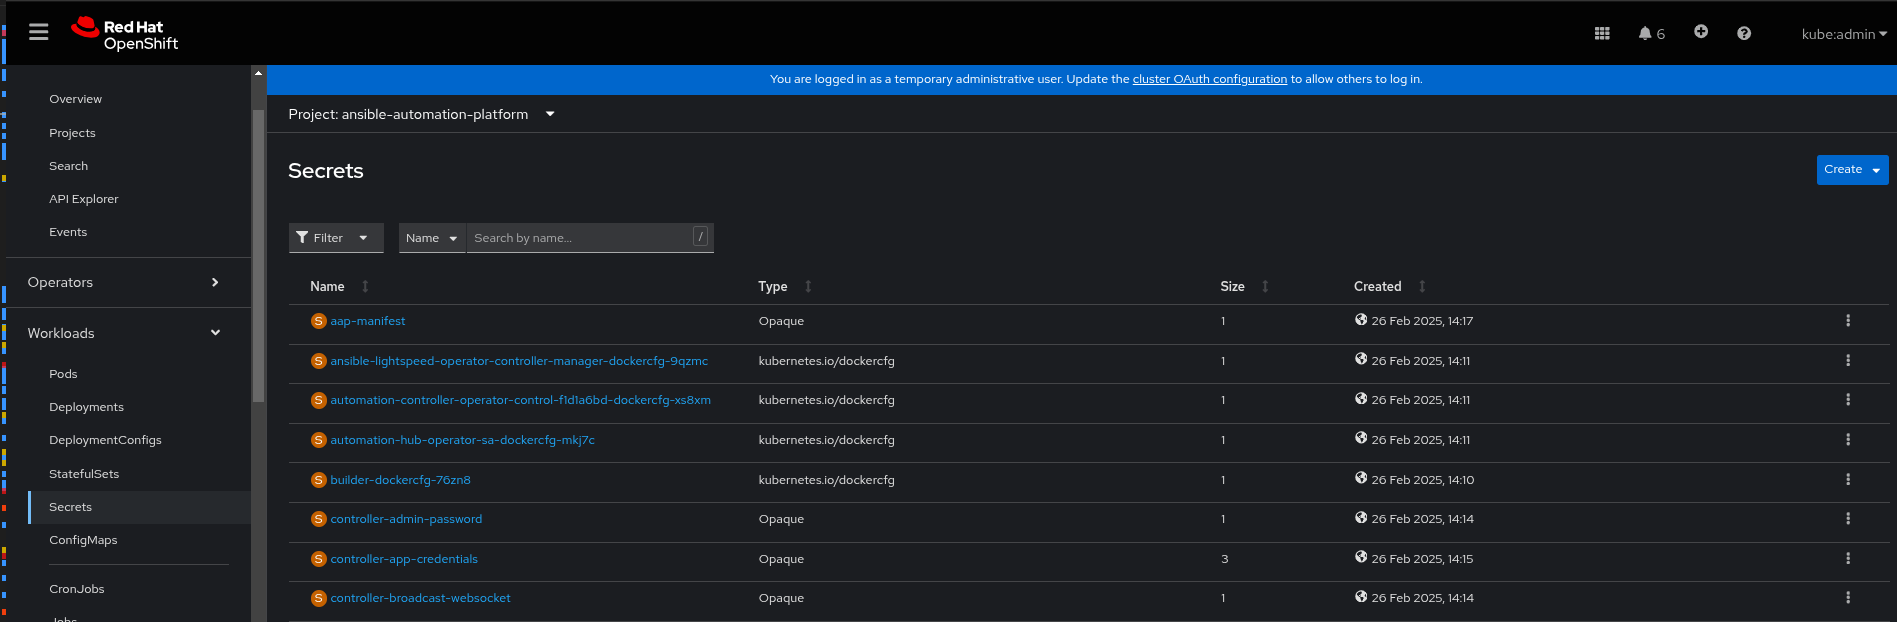 Red Hat
OpenShift
6
kube:admin
You are logged in as a temporary administrative user. Update the cluster OAuth configuration to allow others to log in.
Overview
Projects
Search
API Explorer
Events
Operators
Workloads
Pods
Deployments
DeploymentConfigs
StatefulSets
Secrets
ConfigMaps
CronJobs
Jobs
Project: ansible-automation-platform
Secrets
Create
Filter
Name
Search by name...
/
Name Type Size Created
S aap-manifest Opaque 1 26 Feb 2025, 14:17
S ansible-lightspeed-operator-controller-manager-dockercfg-9qzmc kubernetes.io/dockercfg 1 26 Feb 2025, 14:11
S automation-controller-operator-control-f1d1a6bd-dockercfg-xs8xm kubernetes.io/dockercfg 1 26 Feb 2025, 14:11
S automation-hub-operator-sa-dockercfg-mkj7c kubernetes.io/dockercfg 1 26 Feb 2025, 14:11
S builder-dockercfg-76zn8 kubernetes.io/dockercfg 1 26 Feb 2025, 14:10
S controller-admin-password Opaque 1 26 Feb 2025, 14:14
S controller-app-credentials Opaque 3 26 Feb 2025, 14:15
S controller-broadcast-websocket Opaque 1 26 Feb 2025, 14:14